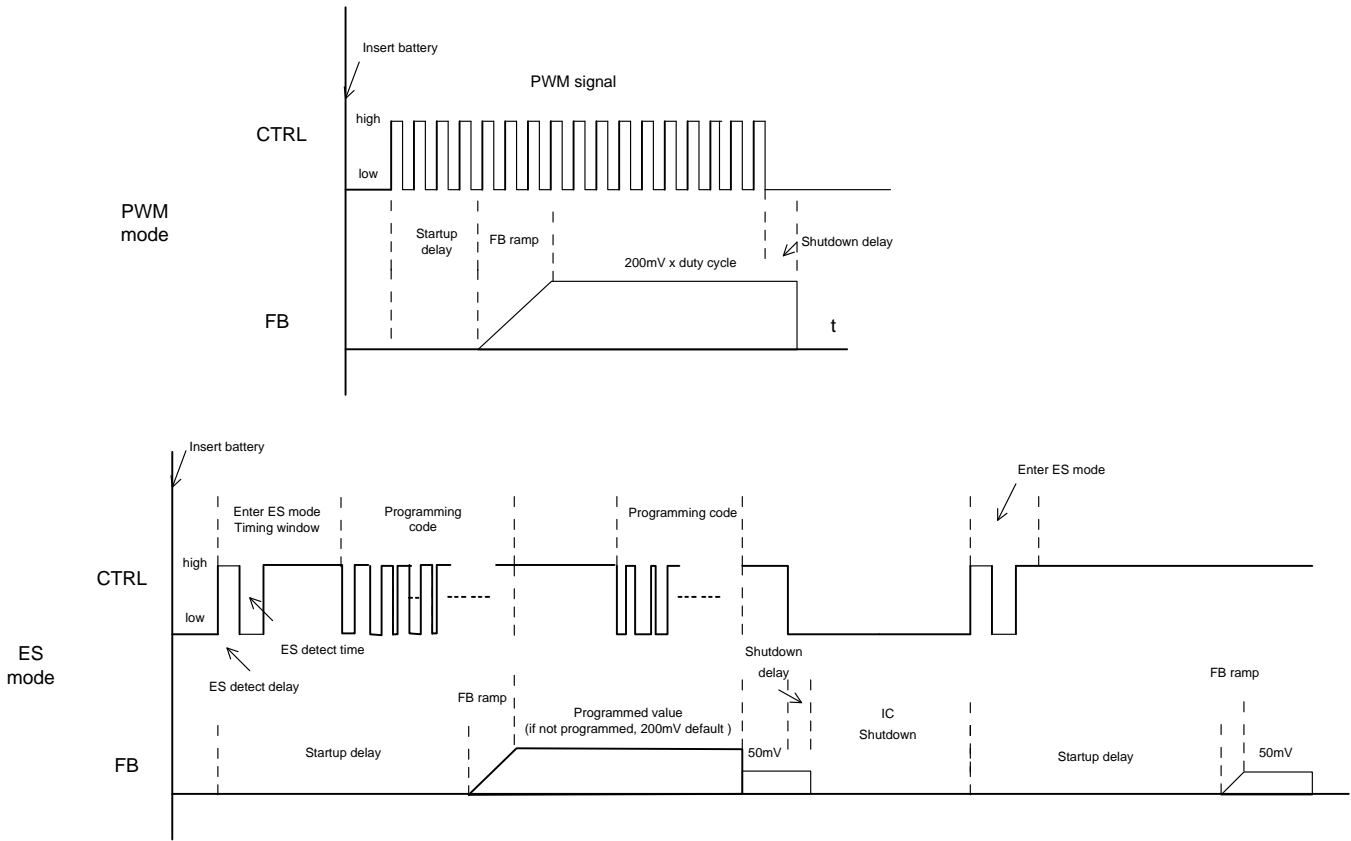 Insert battery
PWM signal
high
CTRL
low
PWM
mode
Startup
delay
FB ramp
Shutdown delay
200mV x duty cycle
FB
t
Insert battery
Enter ES mode
Enter ES mode
Timing window
Programming
code
Programming code
high
CTRL
low
ES detect time
ES
mode
ES detect delay
Shutdown
delay
FB ramp
FB ramp
Programmed value
(if not programmed, 200mV default )
IC
Shutdown
Startup delay
50mV
Startup delay
50mV
FB